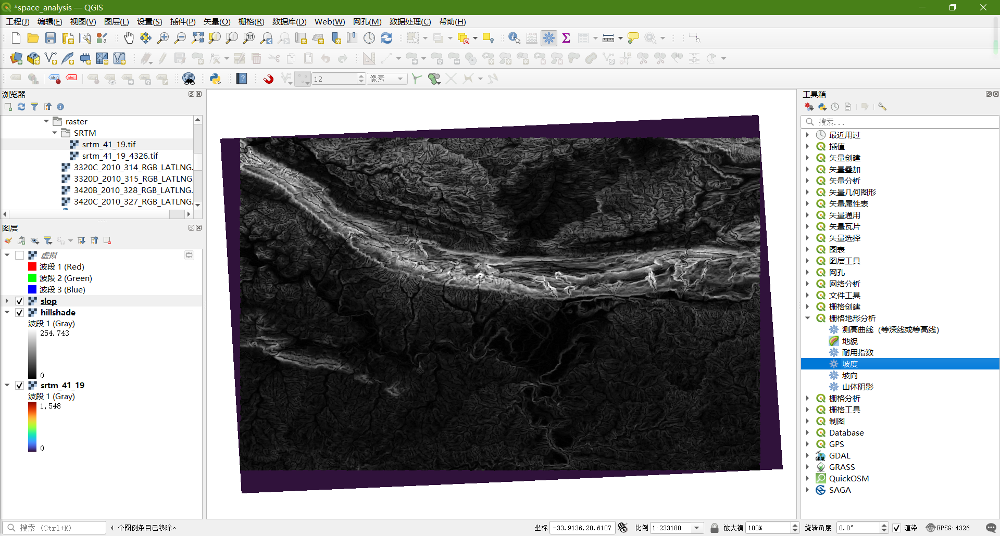 *space_analysis — QGIS
工程(J) 编辑(E) 视图(V) 图层(L) 设置(S) 插件(P) 矢量(O) 栅格(R) 数据库(D) Web(W) 网孔(M) 数据处理(C) 帮助(H)
12 像素
浏览器
raster
SRTM
srtm_41_19.tif
srtm_41_19_4326.tif
3320C_2010_314_RGB_LATLNG.
3320D_2010_315_RGB_LATLNG.
3420B_2010_328_RGB_LATLNG.
3420C_2010_327_RGB_LATLNG.
图层
虚拟
波段 1 (Red)
波段 2 (Green)
波段 3 (Blue)
slop
hillshade
波段 1 (Gray)
254.743
0
srtm_41_19
波段 1 (Gray)
1,548
0
工具箱
搜索...
最近用过
插值
矢量创建
矢量叠加
矢量分析
矢量几何图形
矢量属性表
矢量通用
矢量瓦片
矢量选择
图表
图层工具
网孔
网络分析
文件工具
栅格创建
栅格地形分析
测高曲线（等深线或等高线）
地貌
耐用指数
坡度
坡向
山体阴影
栅格分析
栅格工具
制图
Database
GPS
GDAL
GRASS
QuickOSM
SAGA
搜索 (Ctrl+K) 4 个图例条目已移除。 坐标 -33.9136,20.6107 比例 1:233180 放大镜 100% 旋转角度 0.0° 渲染 EPSG:4326